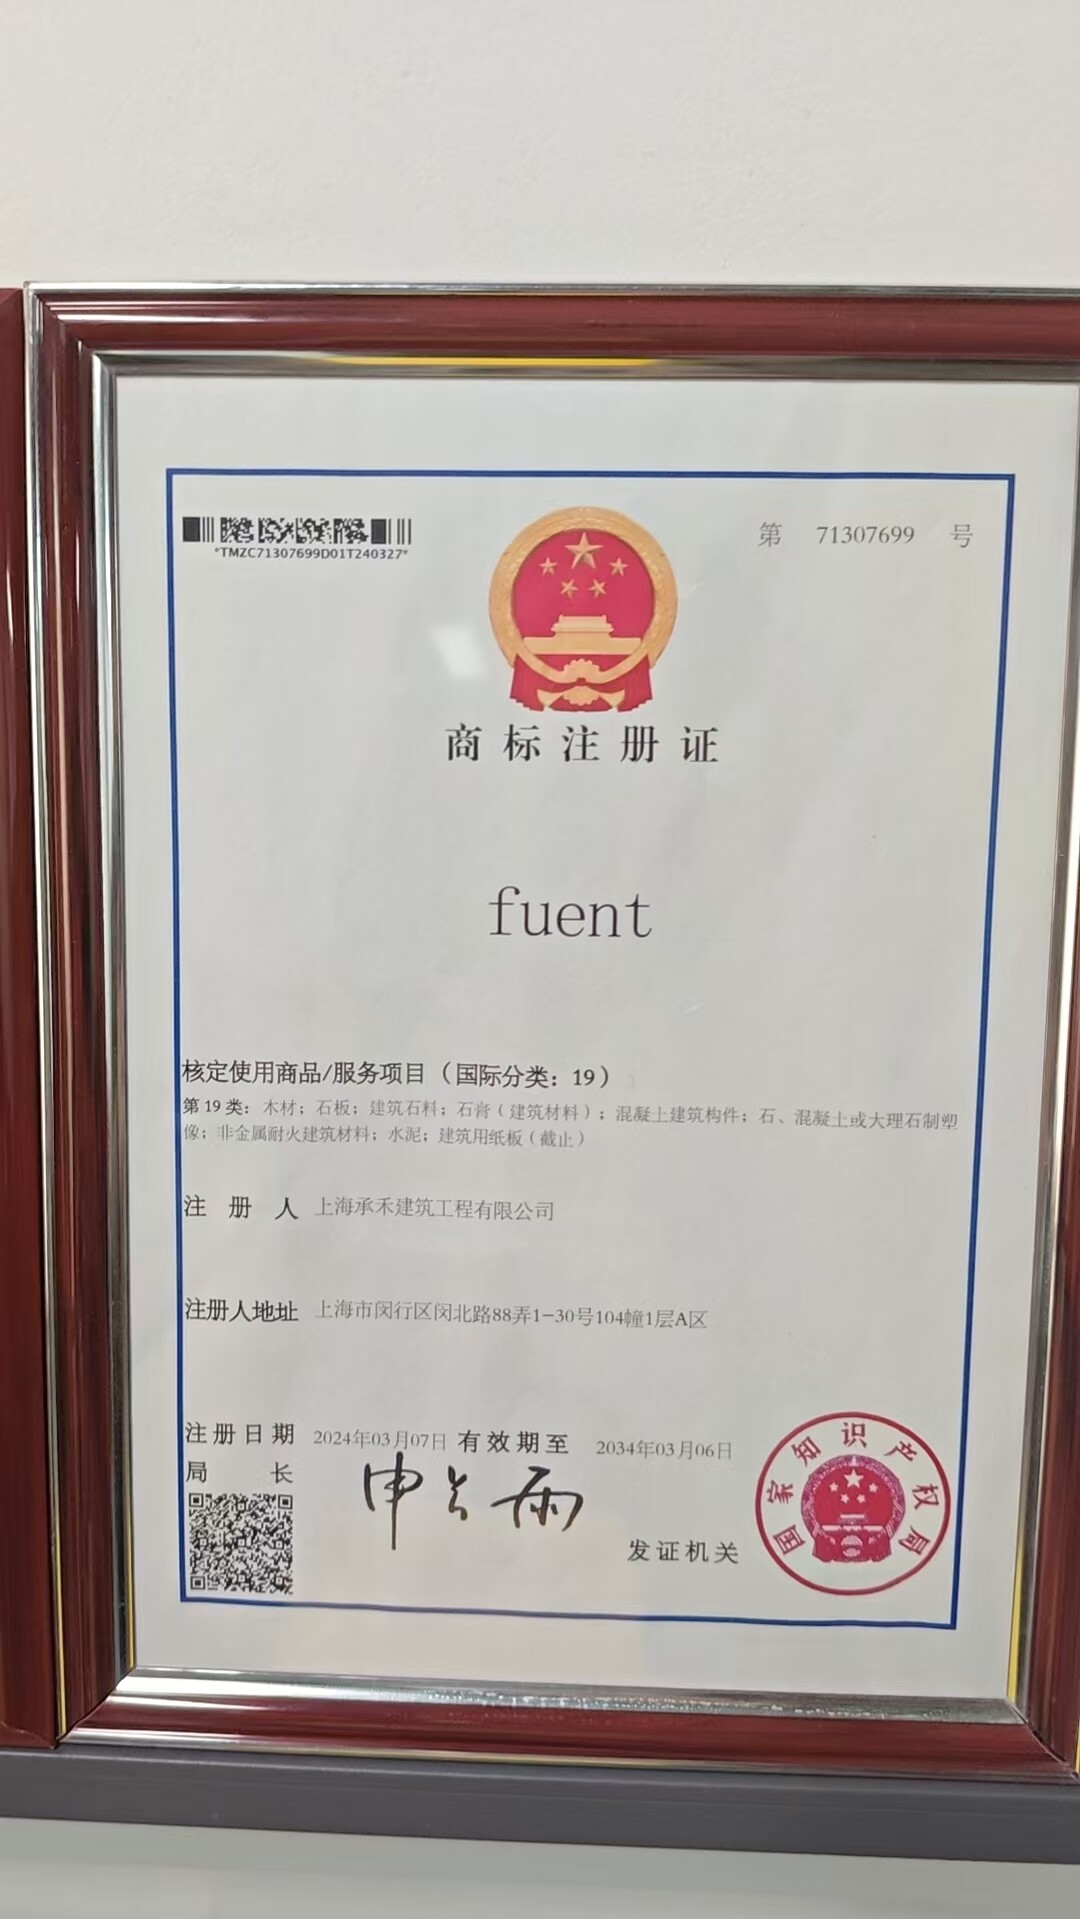 *TMZC71307699D01T240327*
第 71307699 号
商标注册证
fuent
核定使用商品/服务项目（国际分类：19）
第19类：木材；石板；建筑石料；石膏（建筑材料）；混凝土建筑构件；石、混凝土或大理石制塑
像；非金属耐火建筑材料；水泥；建筑用纸板（截止）
注册人 上海承禾建筑工程有限公司
注册人地址 上海市闵行区闵北路88弄1-30号104幢1层A区
注册日期 2024年03月07日 有效期至 2034年03月06日
局长 申长雨
发证机关
国家知识产权局